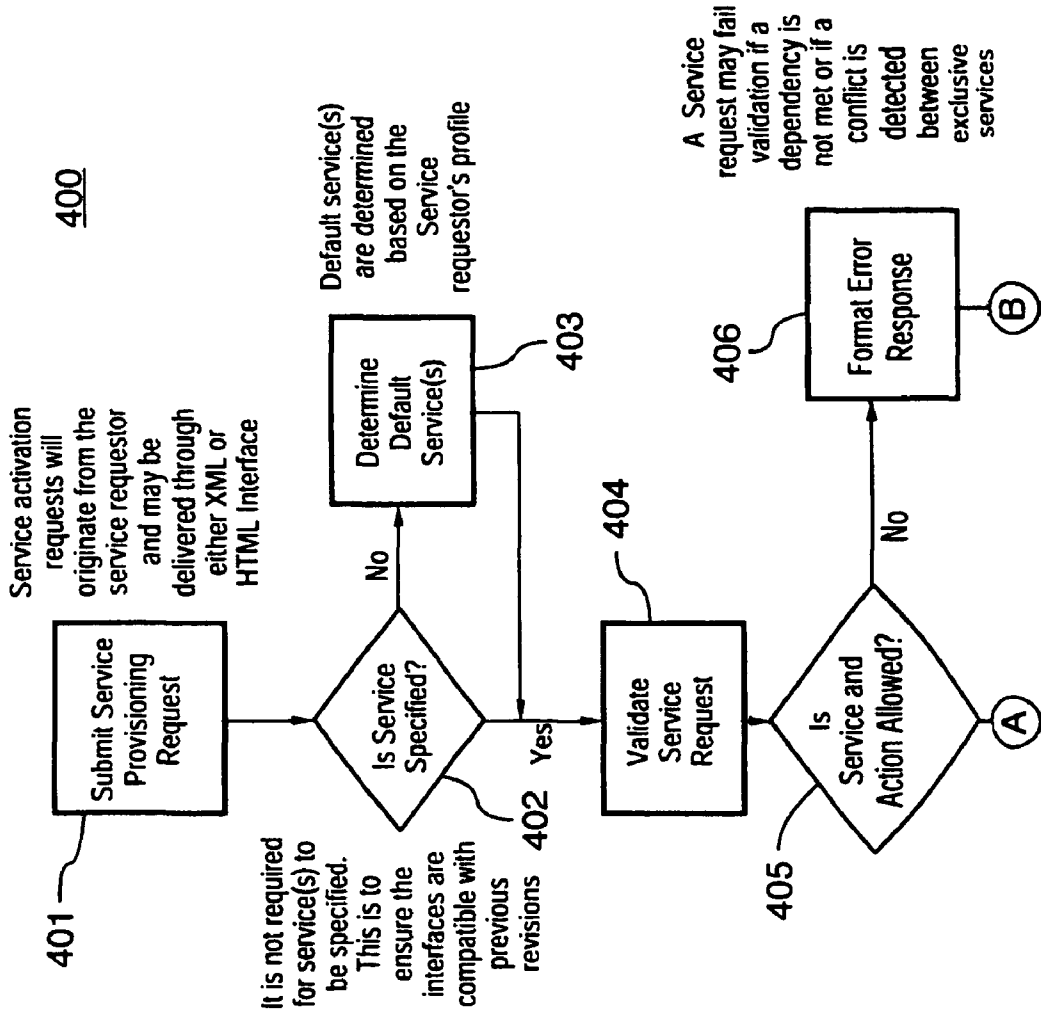 400
Service activation
requests will
originate from the
service requestor
and may be
delivered through
either XML or
HTML Interface
401
Submit Service
Provisioning
Request
It is not required
for service(s) to
be specified.
This is to
ensure the
interfaces are
compatible with
previous
revisions
Is Service
Specified?
402
No
Yes
Default service(s)
are determined
based on the
Service
requestor's profile
Determine
Default
Service(s)
403
404
Validate
Service
Request
405
Is
Service and
Action Allowed?
No
A
A Service
request may fail
validation if a
dependency is
not met or if a
conflict is
detected
between
exclusive
services
406
Format Error
Response
B